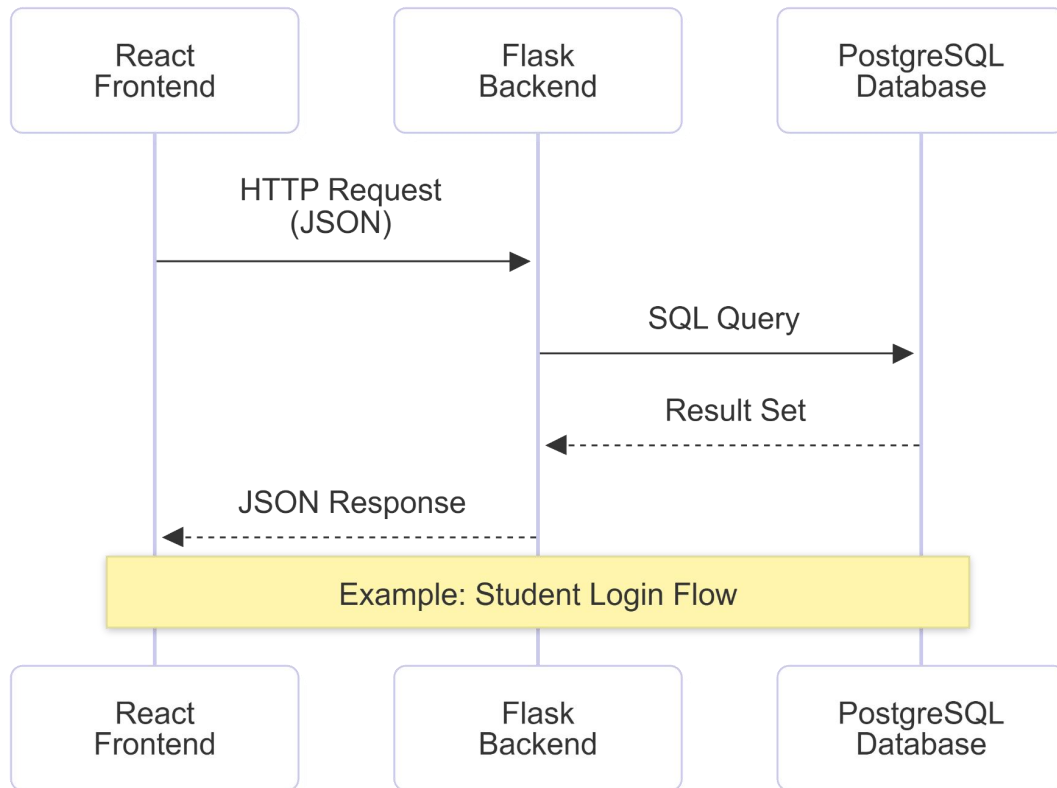 React
Frontend
Flask
Backend
PostgreSQL
Database
HTTP Request
(JSON)
SQL Query
Result Set
JSON Response
Example: Student Login Flow
React
Frontend
Flask
Backend
PostgreSQL
Database